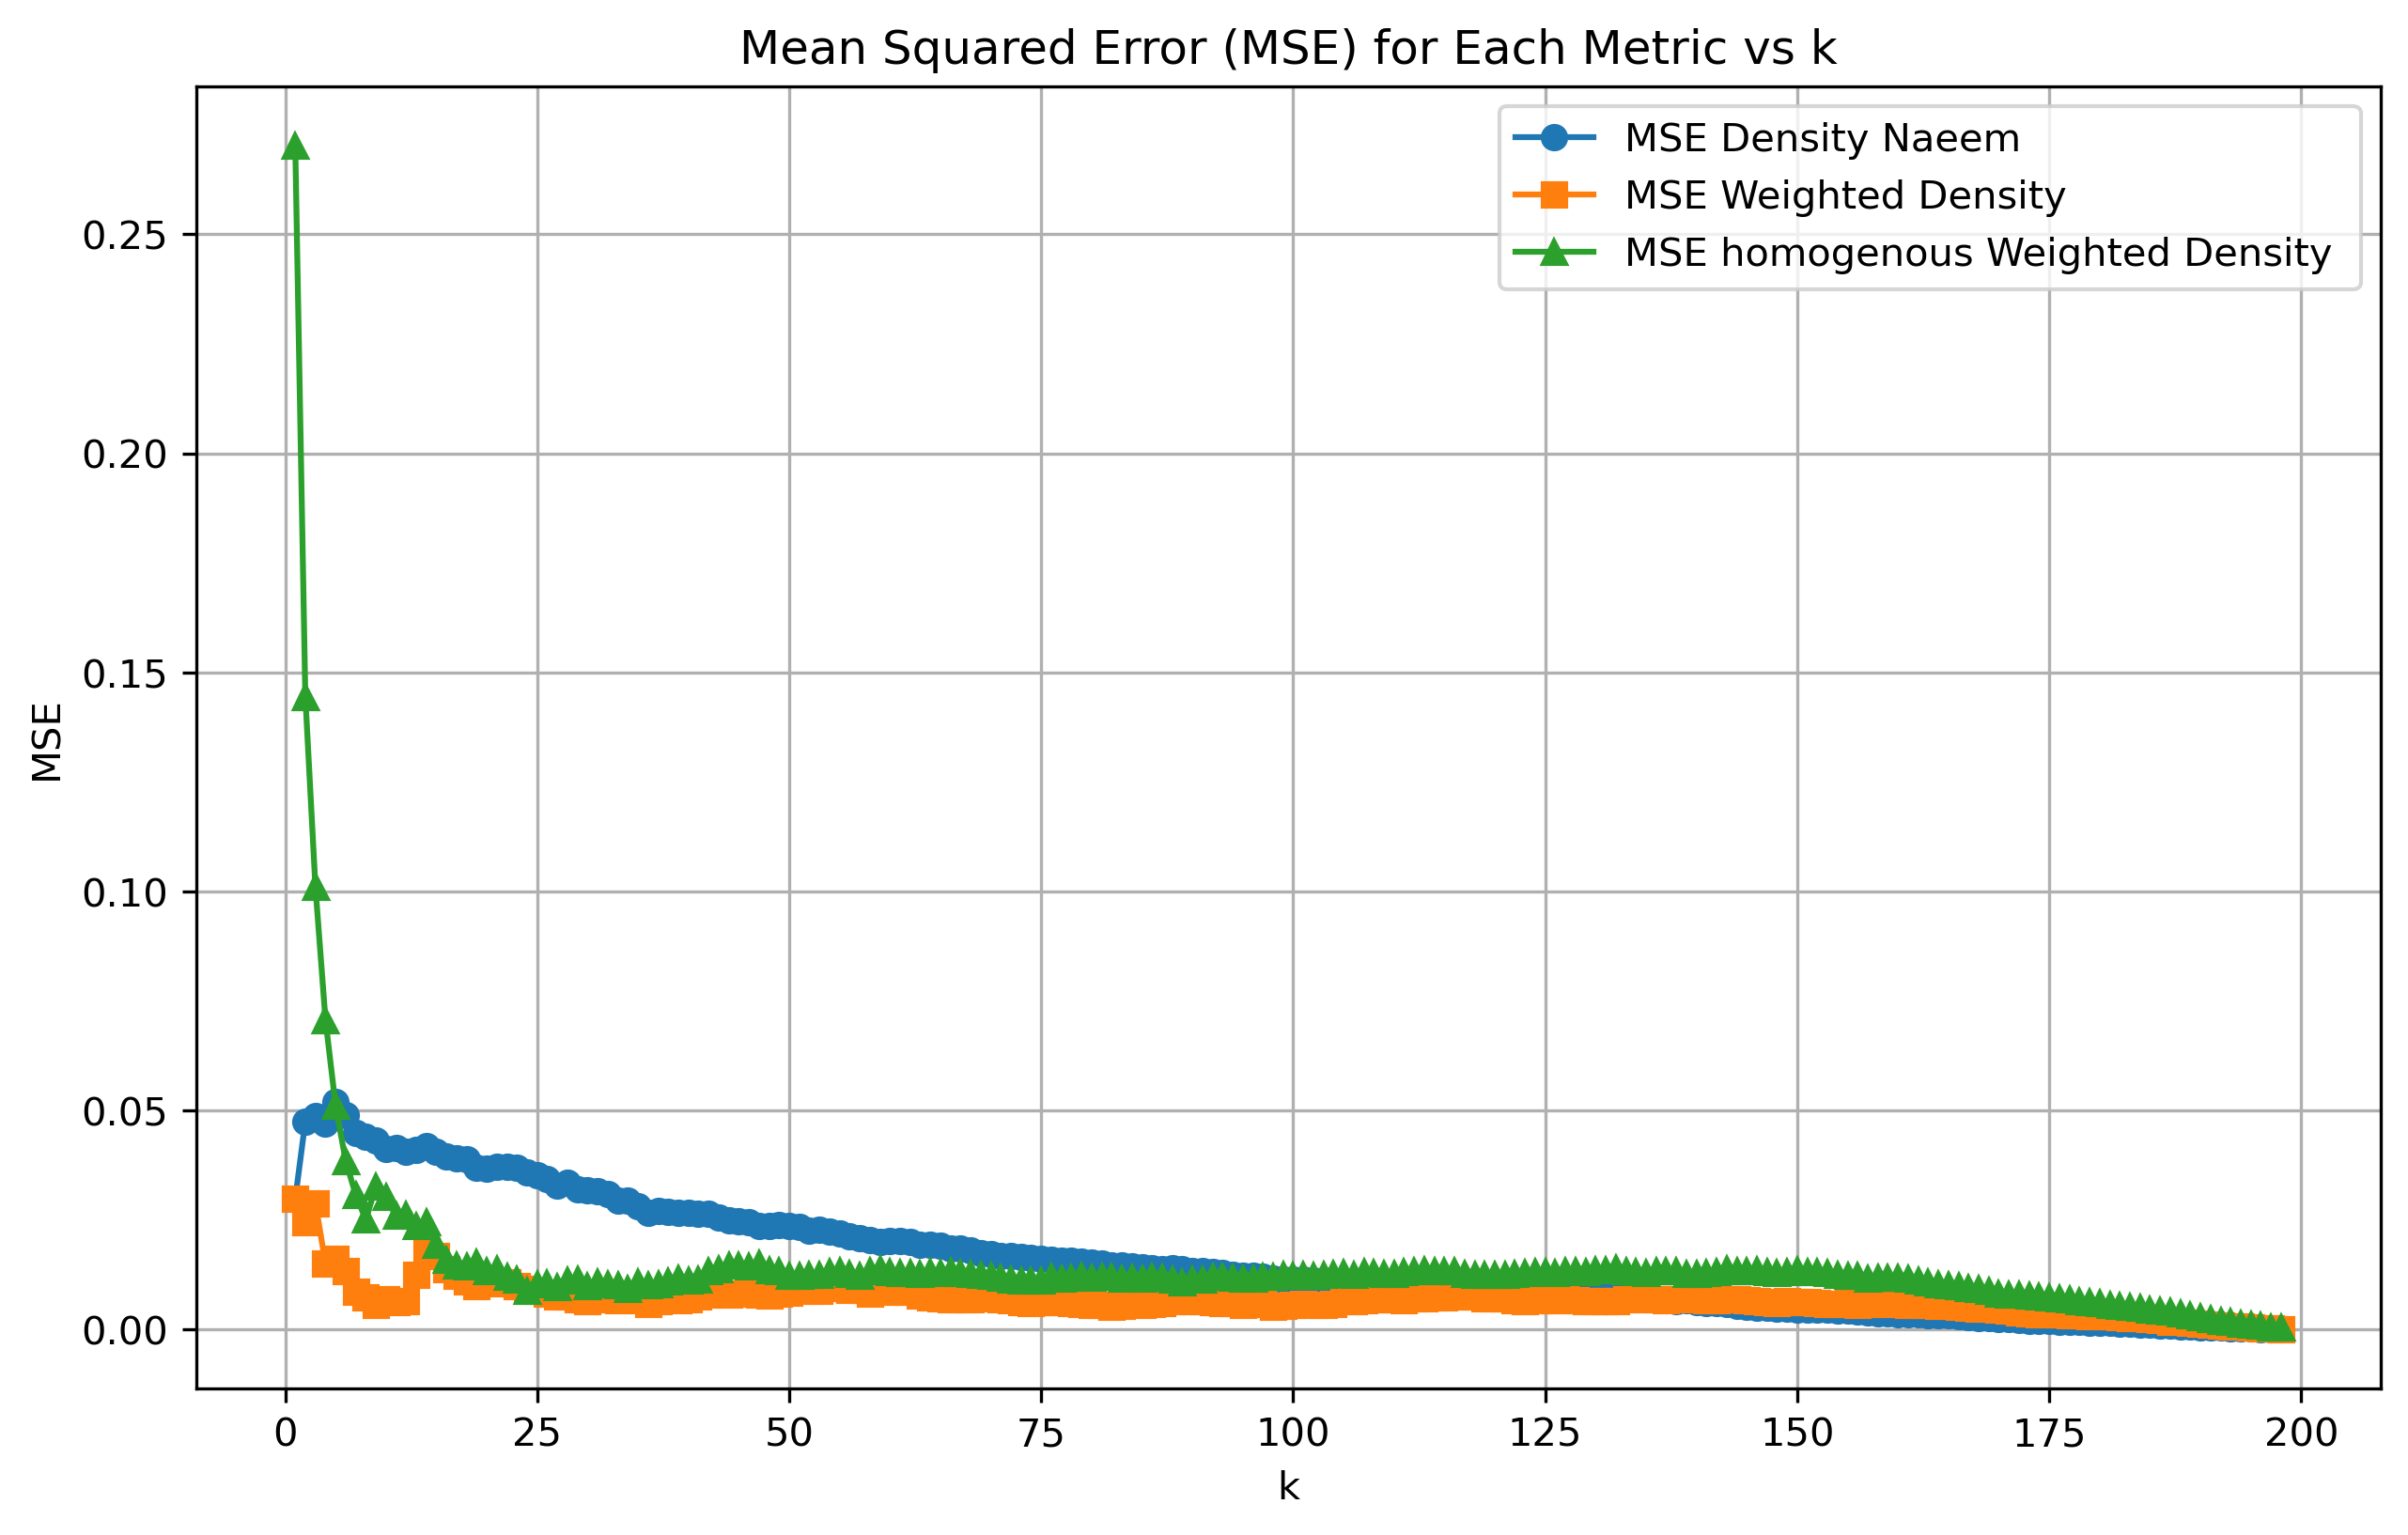 Mean Squared Error (MSE) for Each Metric vs k
MSE Density Naeem
MSE Weighted Density
MSE homogenous Weighted Density
0.25
0.20
0.15
0.10
0.05
0.00
MSE
0 25 50 75 100 125 150 175 200
k